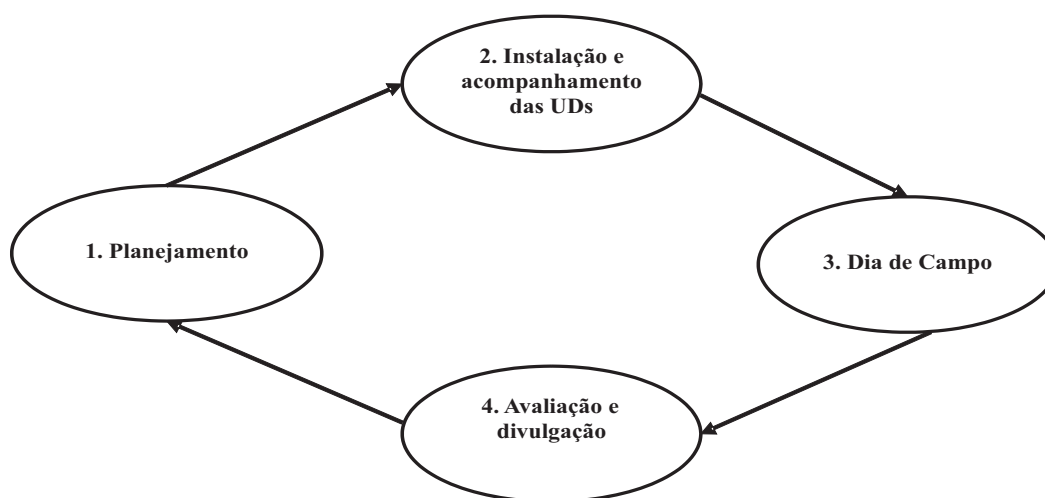 1. Planejamento
2. Instalação e
acompanhamento
das UDs
3. Dia de Campo
4. Avaliação e
divulgação